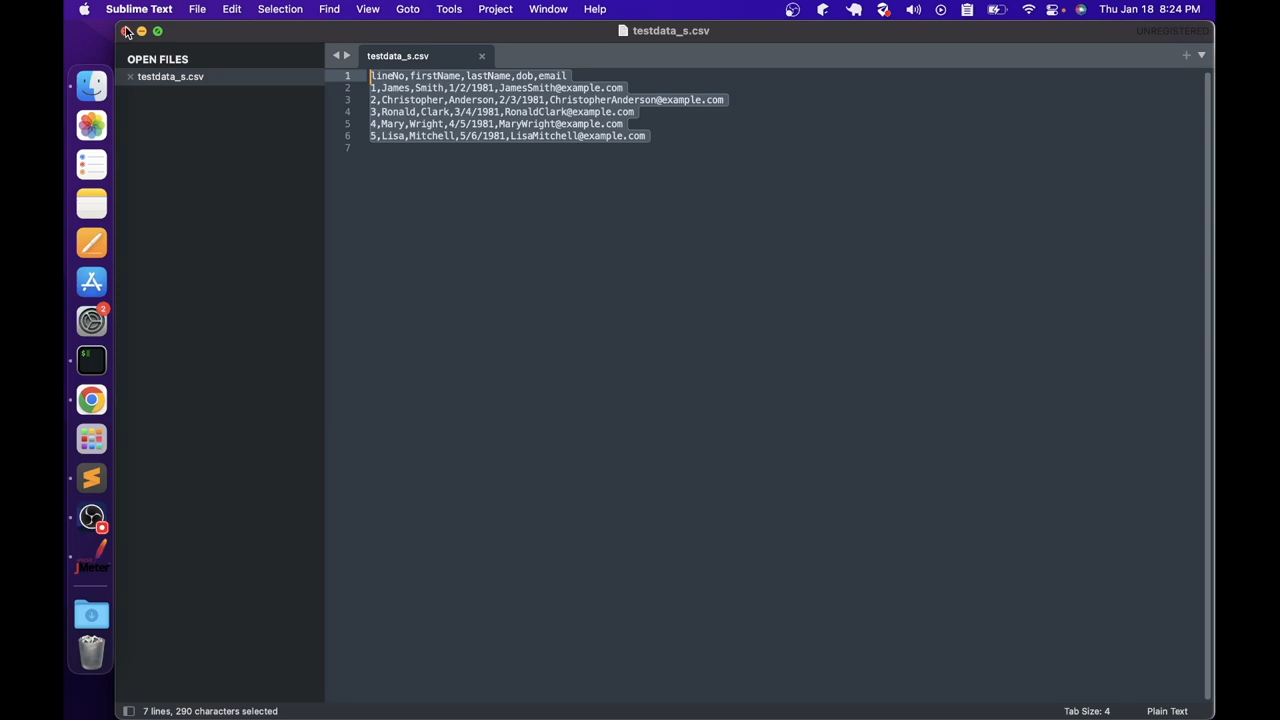 Sublime Text File Edit Selection Find View Goto Tools Project Window Help Thu Jan 18 8:24 PM
testdata_s.csv UNREGISTERED
OPEN FILES
testdata_s.csv
testdata_s.csv
1 lineNo,firstName,lastName,dob,email
2 1,James,Smith,1/2/1981,JamesSmith@example.com
3 2,Christopher,Anderson,2/3/1981,ChristopherAnderson@example.com
4 3,Ronald,Clark,3/4/1981,RonaldClark@example.com
5 4,Mary,Wright,4/5/1981,MaryWright@example.com
6 5,Lisa,Mitchell,5/6/1981,LisaMitchell@example.com
7
2
JMeter
7 lines, 290 characters selected Tab Size: 4 Plain Text